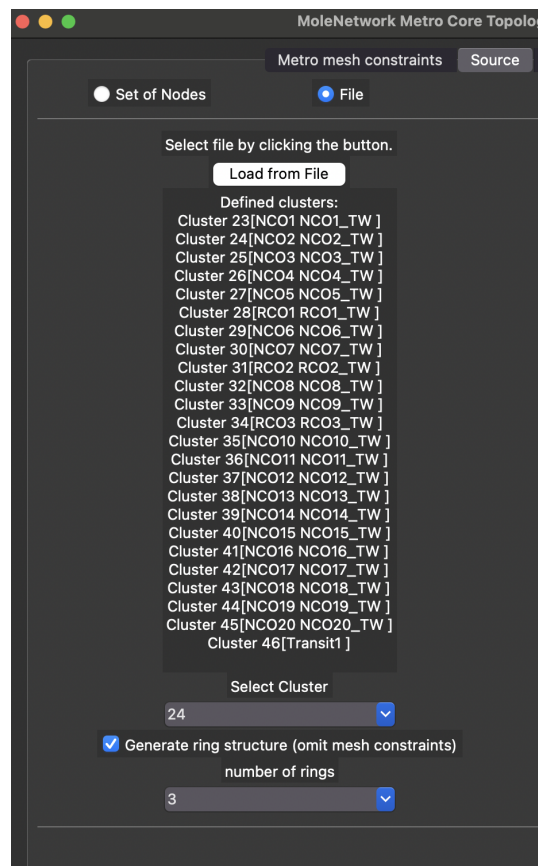 MoleNetwork Metro Core Topolo
Metro mesh constraints Source
Set of Nodes File
Select file by clicking the button.
Load from File
Defined clusters:
Cluster 23[NCO1 NCO1_TW ]
Cluster 24[NCO2 NCO2_TW ]
Cluster 25[NCO3 NCO3_TW ]
Cluster 26[NCO4 NCO4_TW ]
Cluster 27[NCO5 NCO5_TW ]
Cluster 28[RCO1 RCO1_TW ]
Cluster 29[NCO6 NCO6_TW ]
Cluster 30[NCO7 NCO7_TW ]
Cluster 31[RCO2 RCO2_TW ]
Cluster 32[NCO8 NCO8_TW ]
Cluster 33[NCO9 NCO9_TW ]
Cluster 34[RCO3 RCO3_TW ]
Cluster 35[NCO10 NCO10_TW ]
Cluster 36[NCO11 NCO11_TW ]
Cluster 37[NCO12 NCO12_TW ]
Cluster 38[NCO13 NCO13_TW ]
Cluster 39[NCO14 NCO14_TW ]
Cluster 40[NCO15 NCO15_TW ]
Cluster 41[NCO16 NCO16_TW ]
Cluster 42[NCO17 NCO17_TW ]
Cluster 43[NCO18 NCO18_TW ]
Cluster 44[NCO19 NCO19_TW ]
Cluster 45[NCO20 NCO20_TW ]
Cluster 46[Transit1 ]
Select Cluster
24
Generate ring structure (omit mesh constraints)
number of rings
3